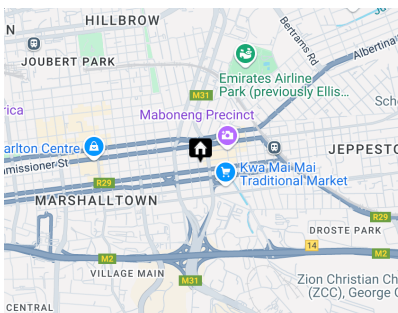 HILLBROW
Bertrams Rd
JOUBERT PARK
Albertina
Emirates Airline
Park (previously Ellis...
M31
rica
Maboneng Precinct
Sch
arlton Centre
JEPPESTO
mmissioner St
Kwa Mai Mai
Traditional Market
R29
MARSHALLTOWN
R29
DROSTE PARK
14
M2
M2
VILLAGE MAIN
M31
Zion Christian Ch
(ZCC), George G
CENTRAL